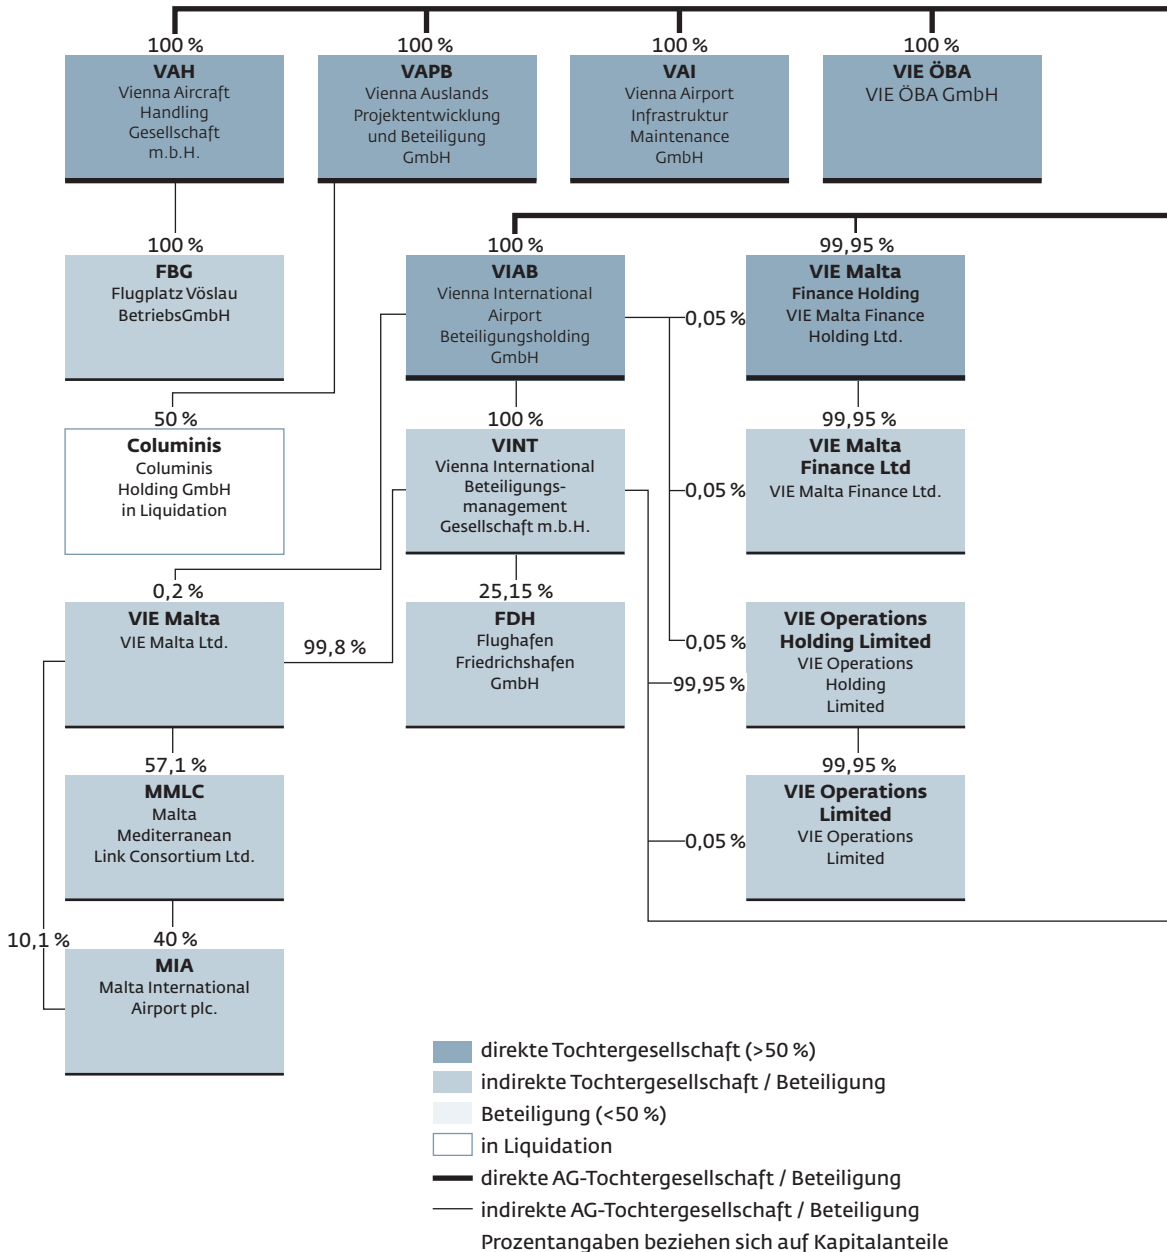 100 %
VAH
Vienna Aircraft
Handling
Gesellschaft
m.b.H.
100 %
VAPB
Vienna Auslands
Projektentwicklung
und Beteiligung
GmbH
100 %
VAI
Vienna Airport
Infrastruktur
Maintenance
GmbH
100 %
VIE ÖBA
VIE ÖBA GmbH
100 %
FBG
Flugplatz Vöslau
BetriebsGmbH
100 %
VIAB
Vienna International
Airport
Beteiligungsholding
GmbH
0,05 %
99,95 %
VIE Malta
Finance Holding
VIE Malta Finance
Holding Ltd.
50 %
Columinis
Columinis
Holding GmbH
in Liquidation
100 %
VINT
Vienna International
Beteiligungs-
management
Gesellschaft m.b.H.
0,05 %
99,95 %
VIE Malta
Finance Ltd
VIE Malta Finance Ltd.
0,2 %
VIE Malta
VIE Malta Ltd.
99,8 %
25,15 %
FDH
Flughafen
Friedrichshafen
GmbH
0,05 %
99,95 %
VIE Operations
Holding Limited
VIE Operations
Holding
Limited
57,1 %
MMLC
Malta
Mediterranean
Link Consortium Ltd.
99,95 %
VIE Operations
Limited
VIE Operations
Limited
0,05 %
10,1 %
40 %
MIA
Malta International
Airport plc.
direkte Tochtergesellschaft (>50 %)
indirekte Tochtergesellschaft / Beteiligung
Beteiligung (<50 %)
in Liquidation
direkte AG-Tochtergesellschaft / Beteiligung
indirekte AG-Tochtergesellschaft / Beteiligung
Prozentangaben beziehen sich auf Kapitalanteile